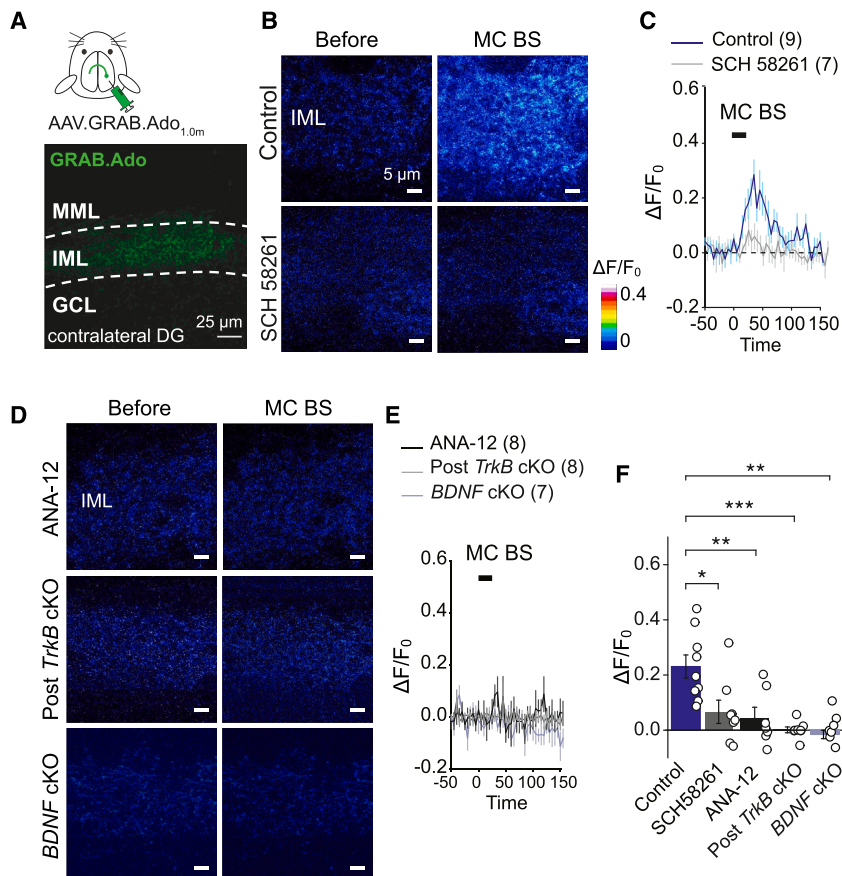 A
AAV.GRAB.Ado1.0m
GRAB.Ado
MML
IML
GCL
25 µm
contralateral DG
B
Before
MC BS
Control
IML
5 µm
SCH 58261
ΔF/F0
0.4
0
C
Control (9)
SCH 58261 (7)
MC BS
0.6
0.4
0.2
0.0
-0.2
ΔF/F0
-50
0
50
100
150
Time
D
Before
MC BS
ANA-12
IML
Post TrkB cKO
BDNF cKO
E
ANA-12 (8)
Post TrkB cKO (8)
BDNF cKO (7)
MC BS
0.6
0.4
0.2
0.0
-0.2
ΔF/F0
-50
0
50
100
150
Time
F
**
***
**
*
0.6
0.4
0.2
0.0
ΔF/F0
Control
SCH58261
ANA-12
Post TrkB cKO
BDNF cKO